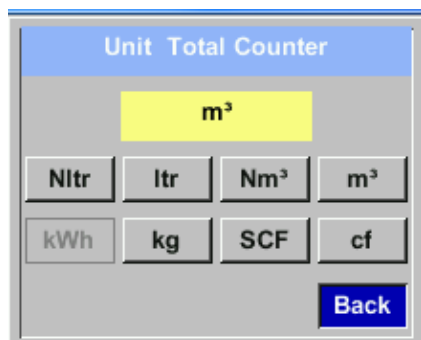 Unit Total Counter
m³
Nltr ltr Nm³ m³
kWh kg SCF cf
Back